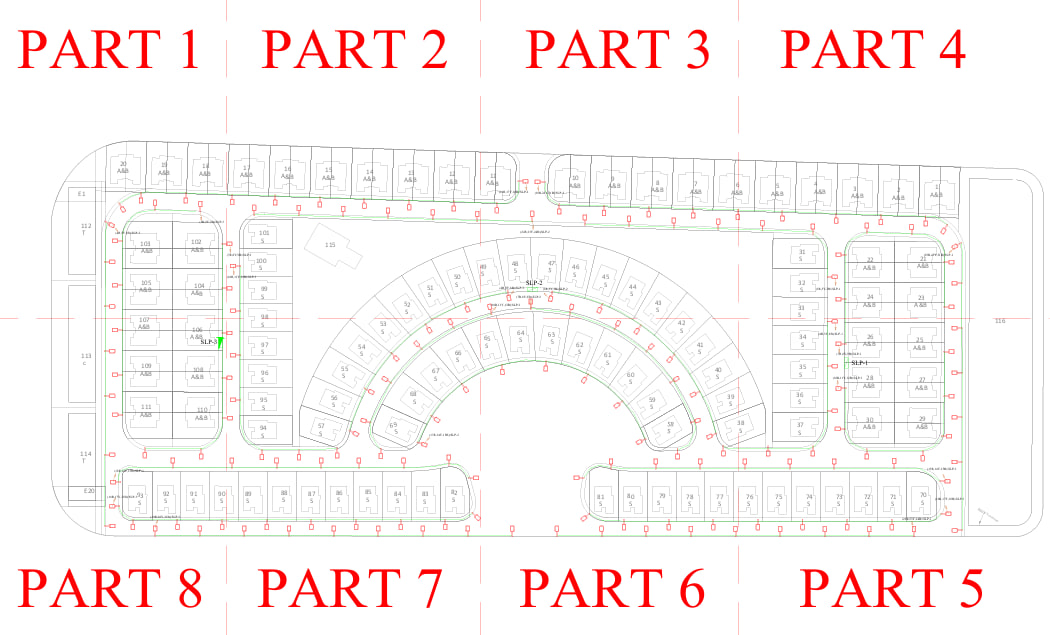 PART 1 PART 2 PART 3 PART 4
20 A&B
19 A&B
18 A&B
17 A&B
16 A&B
15 A&B
14 A&B
13 A&B
12 A&B
11 A&B
10 A&B
9 A&B
8 A&B
7 A&B
6 A&B
5 A&B
4 A&B
3 A&B
2 A&B
1 A&B
E.1
112 T
113 C
114 T
E20
103 A&B
102 A&B
105 A&B
104 A&B
107 A&B
106 A&B
SLP-3
109 A&B
108 A&B
111 A&B
110 A&B
101 S
100 S
99 S
98 S
97 S
96 S
95 S
94 S
115
57 S
56 S
55 S
54 S
53 S
52 S
51 S
50 S
49 S
48 S
47 S
46 S
45 S
44 S
43 S
42 S
41 S
40 S
39 S
38 S
SLP-2
69 S
68 S
67 S
66 S
65 S
64 S
63 S
62 S
61 S
60 S
59 S
58 S
31 S
32 S
33 S
34 S
35 S
36 S
37 S
22 A&B
21 A&B
24 A&B
23 A&B
26 A&B
25 A&B
SLP-1
28 A&B
27 A&B
30 A&B
29 A&B
116
93 S
92 S
91 S
90 S
89 S
88 S
87 S
86 S
85 S
84 S
83 S
82 S
81 S
80 S
79 S
78 S
77 S
76 S
75 S
74 S
73 S
72 S
71 S
70 S
PART 8 PART 7 PART 6 PART 5